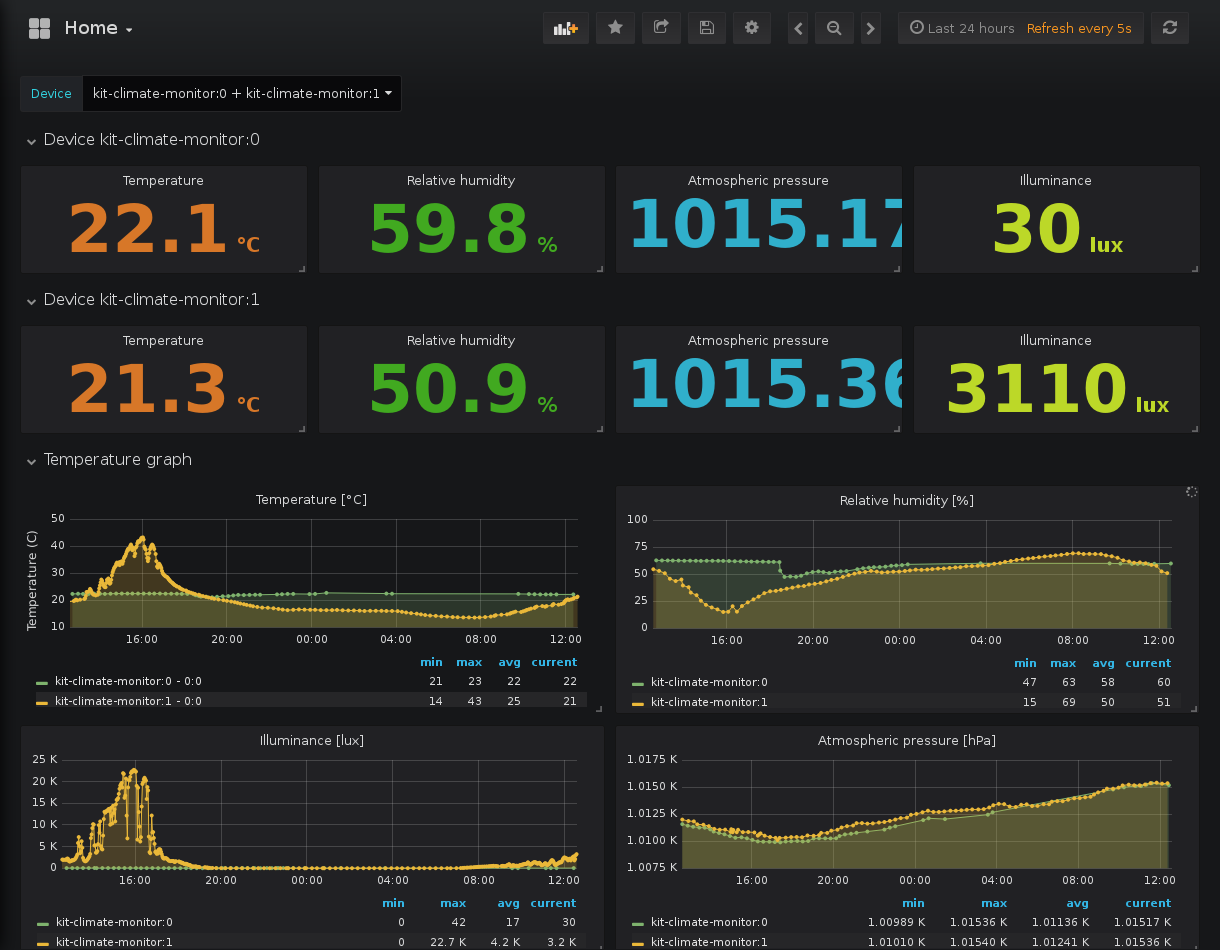 Home
Last 24 hours Refresh every 5s
Device kit-climate-monitor:0 + kit-climate-monitor:1
Device kit-climate-monitor:0
Temperature Relative humidity Atmospheric pressure Illuminance
22.1 °C 59.8 % 1015.17 30 lux
Device kit-climate-monitor:1
Temperature Relative humidity Atmospheric pressure Illuminance
21.3 °C 50.9 % 1015.36 3110 lux
Temperature graph
Temperature [°C]
Temperature (C)
50
40
30
20
10
16:00 20:00 00:00 04:00 08:00 12:00
min max avg current
kit-climate-monitor:0 - 0:0 21 23 22 22
kit-climate-monitor:1 - 0:0 14 43 25 21
Relative humidity [%]
100
75
50
25
0
16:00 20:00 00:00 04:00 08:00 12:00
min max avg current
kit-climate-monitor:0 47 63 58 60
kit-climate-monitor:1 15 69 50 51
Illuminance [lux]
25 K
20 K
15 K
10 K
5 K
0
16:00 20:00 00:00 04:00 08:00 12:00
min max avg current
kit-climate-monitor:0 0 42 17 30
kit-climate-monitor:1 0 22.7 K 4.2 K 3.2 K
Atmospheric pressure [hPa]
1.0175 K
1.0150 K
1.0125 K
1.0100 K
1.0075 K
16:00 20:00 00:00 04:00 08:00 12:00
min max avg current
kit-climate-monitor:0 1.00989 K 1.01536 K 1.01136 K 1.01517 K
kit-climate-monitor:1 1.01010 K 1.01540 K 1.01241 K 1.01536 K